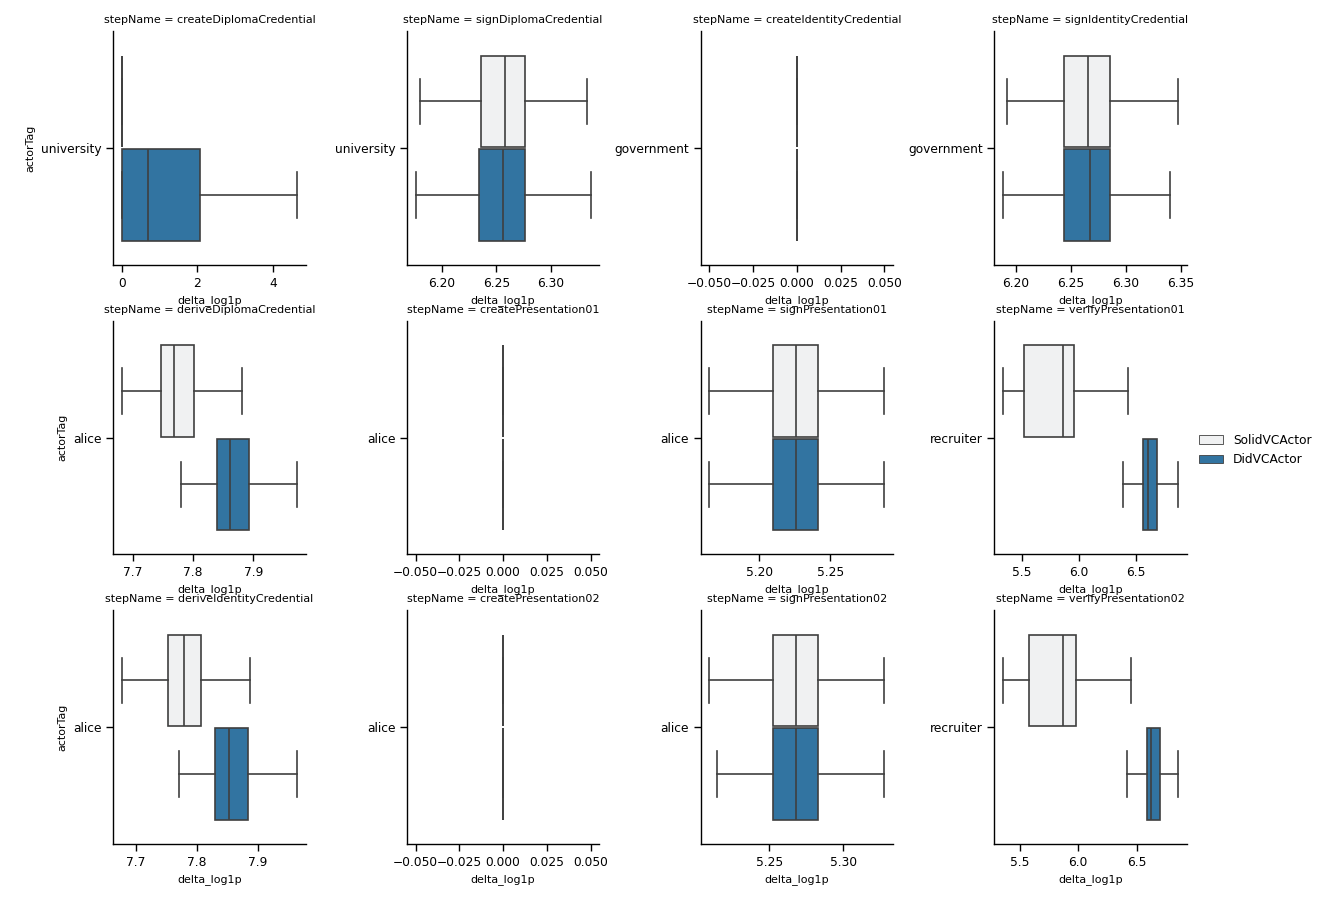 stepName = createDiplomaCredential
stepName = signDiplomaCredential
stepName = createIdentityCredential
stepName = signIdentityCredential
actorTag
university
university
government
government
0 2 4
6.20 6.25 6.30
−0.050 −0.025 0.000 0.025 0.050
6.20 6.25 6.30 6.35
delta_log1p
delta_log1p
delta_log1p
delta_log1p
stepName = deriveDiplomaCredential
stepName = createPresentation01
stepName = signPresentation01
stepName = verifyPresentation01
actorTag
alice
alice
alice
recruiter
SolidVCActor
DidVCActor
7.7 7.8 7.9
−0.050 −0.025 0.000 0.025 0.050
5.20 5.25
5.5 6.0 6.5
delta_log1p
delta_log1p
delta_log1p
delta_log1p
stepName = deriveIdentityCredential
stepName = createPresentation02
stepName = signPresentation02
stepName = verifyPresentation02
actorTag
alice
alice
alice
recruiter
7.7 7.8 7.9
−0.050 −0.025 0.000 0.025 0.050
5.25 5.30
5.5 6.0 6.5
delta_log1p
delta_log1p
delta_log1p
delta_log1p